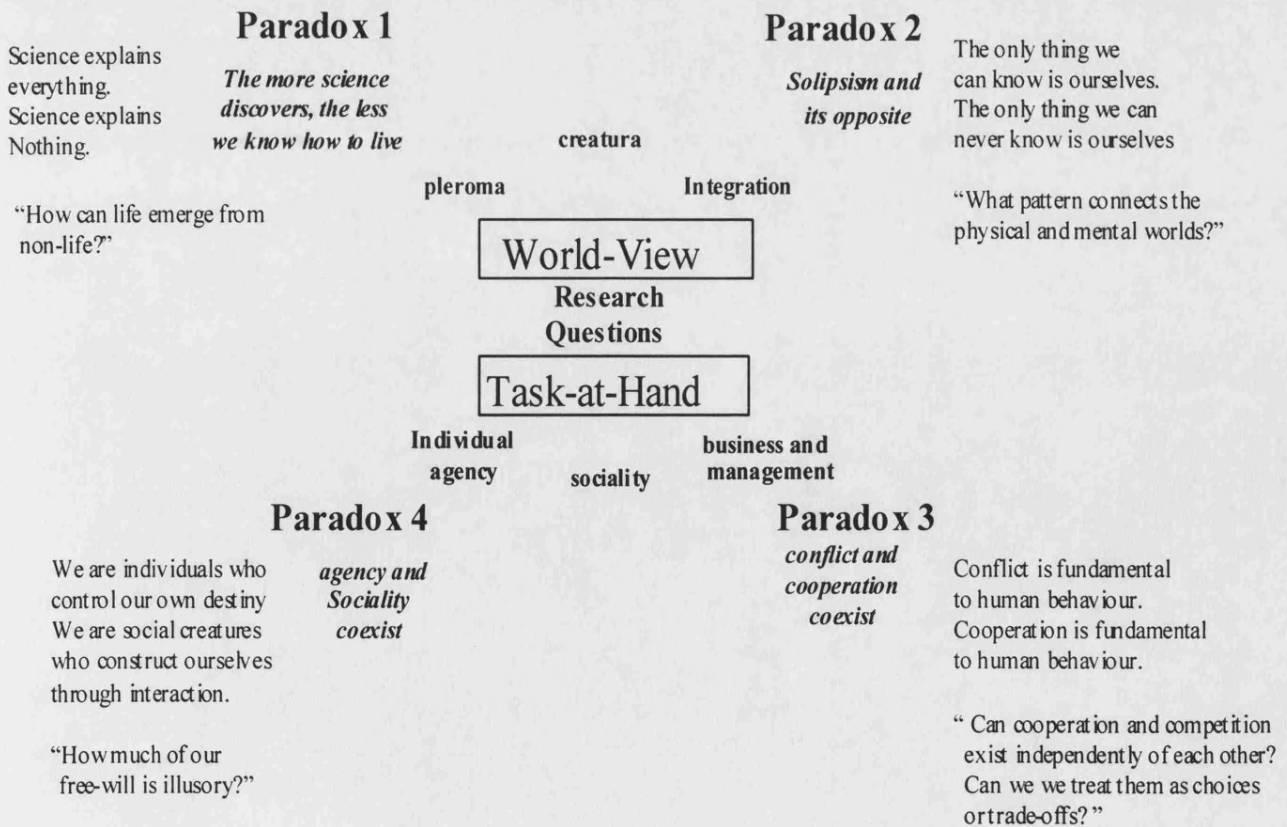 Paradox 1
Science explains
everything.
Science explains
Nothing.
The more science
discovers, the less
we know how to live
"How can life emerge from
non-life?"
Paradox 2
Solipsism and
its opposite
The only thing we
can know is ourselves.
The only thing we can
never know is ourselves
"What pattern connects the
physical and mental worlds?"
creatura
pleroma
Integration
World-View
Research
Questions
Task-at-Hand
Individual
agency
sociality
business and
management
Paradox 4
We are individuals who
control our own destiny
We are social creatures
who construct ourselves
through interaction.
agency and
Sociality
coexist
"How much of our
free-will is illusory?"
Paradox 3
conflict and
cooperation
coexist
Conflict is fundamental
to human behaviour.
Cooperation is fundamental
to human behaviour.
" Can cooperation and competition
exist independently of each other?
Can we we treat them as choices
or trade-offs? "